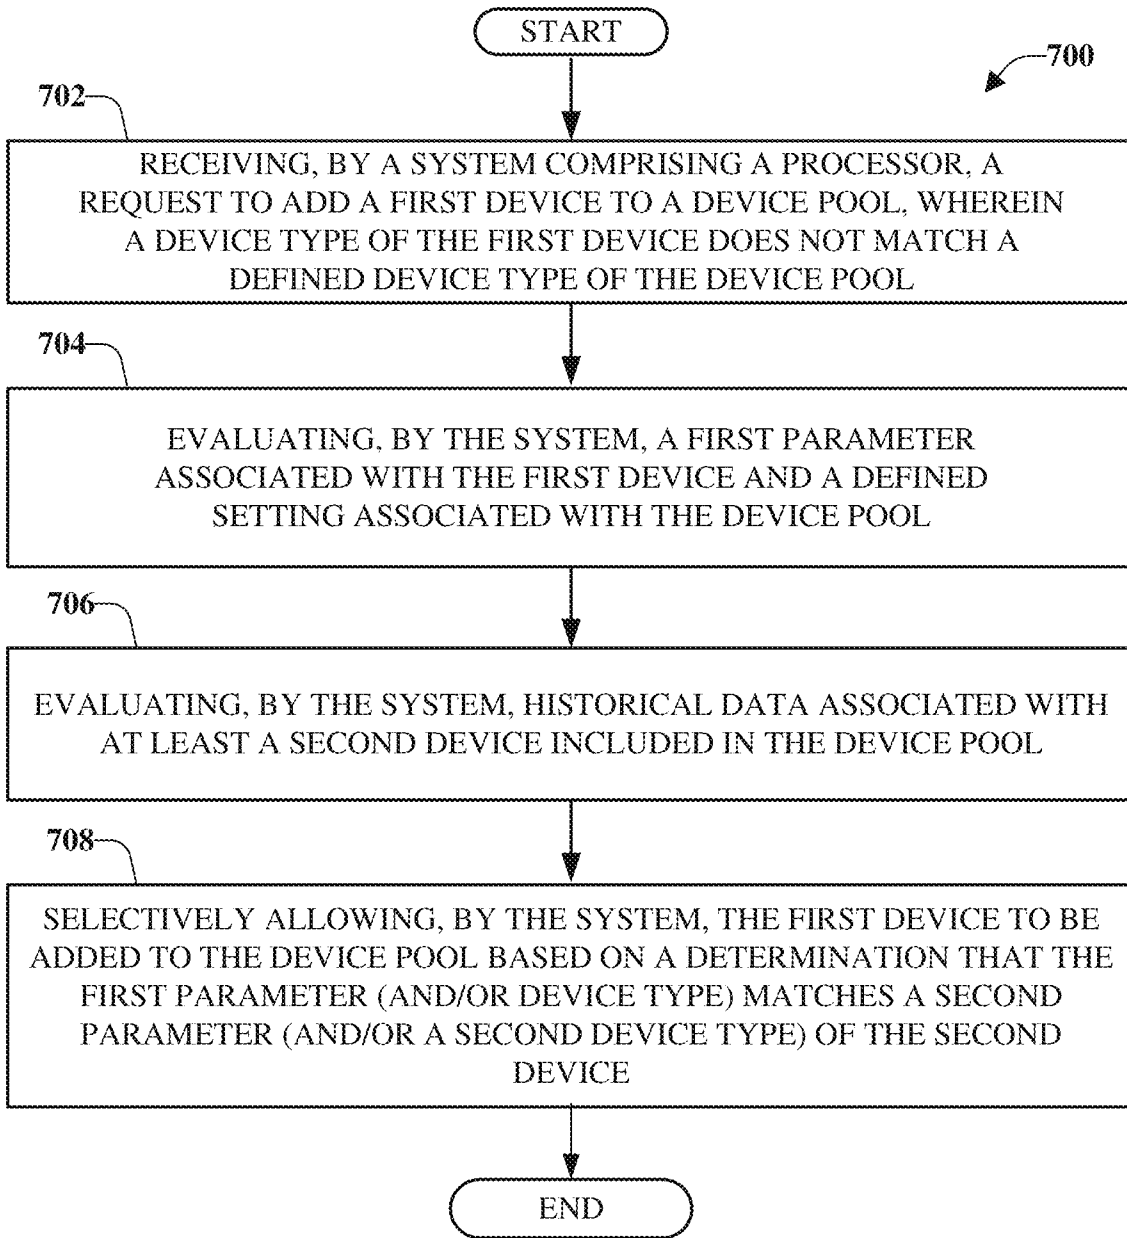 START
700
702
RECEIVING, BY A SYSTEM COMPRISING A PROCESSOR, A
REQUEST TO ADD A FIRST DEVICE TO A DEVICE POOL, WHEREIN
A DEVICE TYPE OF THE FIRST DEVICE DOES NOT MATCH A
DEFINED DEVICE TYPE OF THE DEVICE POOL
704
EVALUATING, BY THE SYSTEM, A FIRST PARAMETER
ASSOCIATED WITH THE FIRST DEVICE AND A DEFINED
SETTING ASSOCIATED WITH THE DEVICE POOL
706
EVALUATING, BY THE SYSTEM, HISTORICAL DATA ASSOCIATED WITH
AT LEAST A SECOND DEVICE INCLUDED IN THE DEVICE POOL
708
SELECTIVELY ALLOWING, BY THE SYSTEM, THE FIRST DEVICE TO BE
ADDED TO THE DEVICE POOL BASED ON A DETERMINATION THAT THE
FIRST PARAMETER (AND/OR DEVICE TYPE) MATCHES A SECOND
PARAMETER (AND/OR A SECOND DEVICE TYPE) OF THE SECOND
DEVICE
END